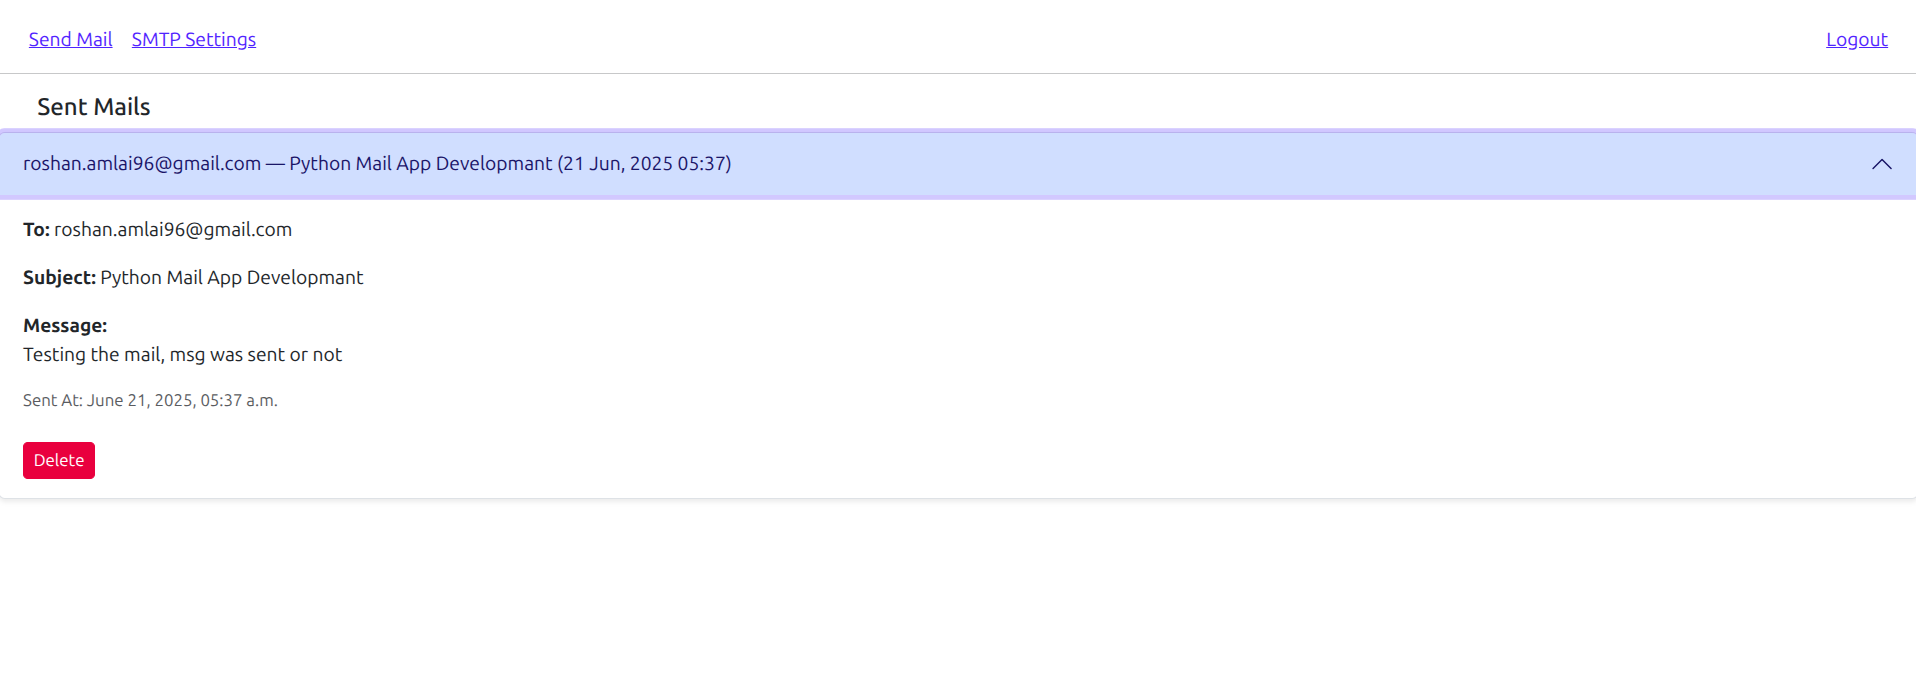 Send Mail SMTP Settings Logout
Sent Mails
roshan.amlai96@gmail.com — Python Mail App Developmant (21 Jun, 2025 05:37)
To: roshan.amlai96@gmail.com
Subject: Python Mail App Developmant
Message:
Testing the mail, msg was sent or not
Sent At: June 21, 2025, 05:37 a.m.
Delete